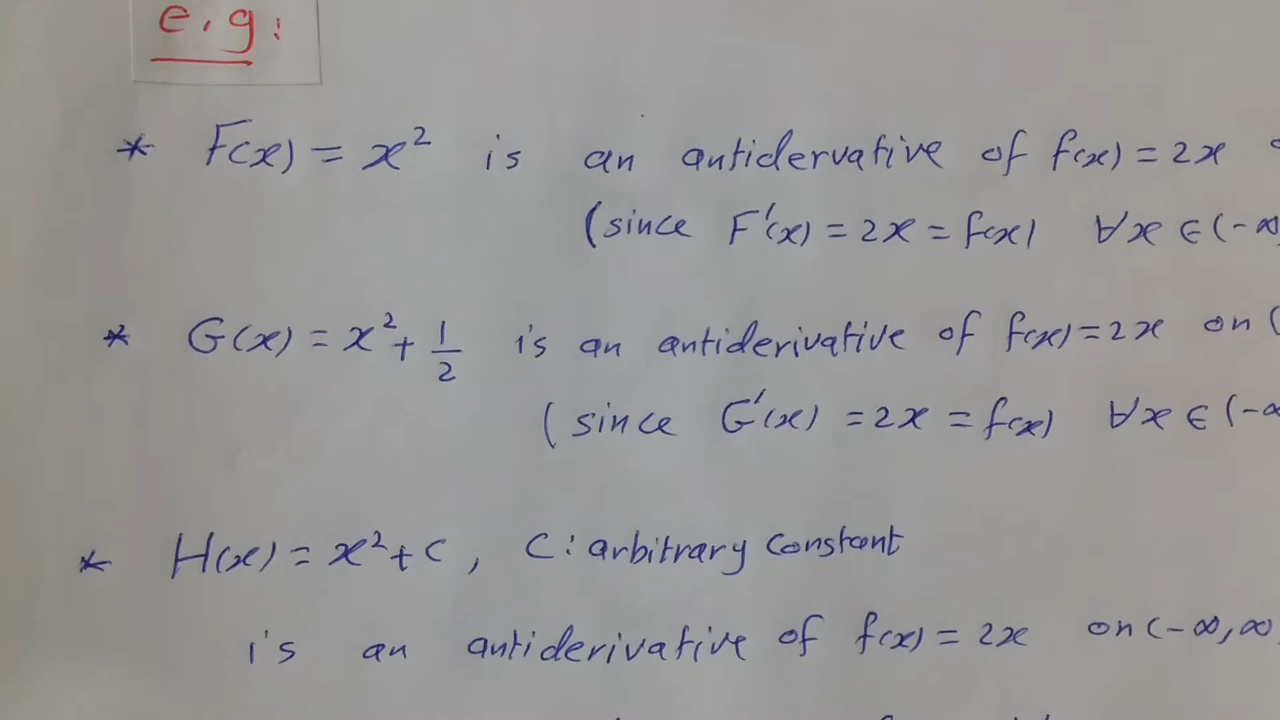 e.g:
* F(x) = x² is an antidervative of f(x) = 2x
(since F'(x) = 2x = f(x) ∀x ∈ (-∞
* G(x) = x² + 1/2 is an antiderivative of f(x) = 2x on (
(since G'(x) = 2x = f(x) ∀x ∈ (-∞
* H(x) = x² + C, C: arbitrary constant
is an antiderivative of f(x) = 2x on (-∞, ∞